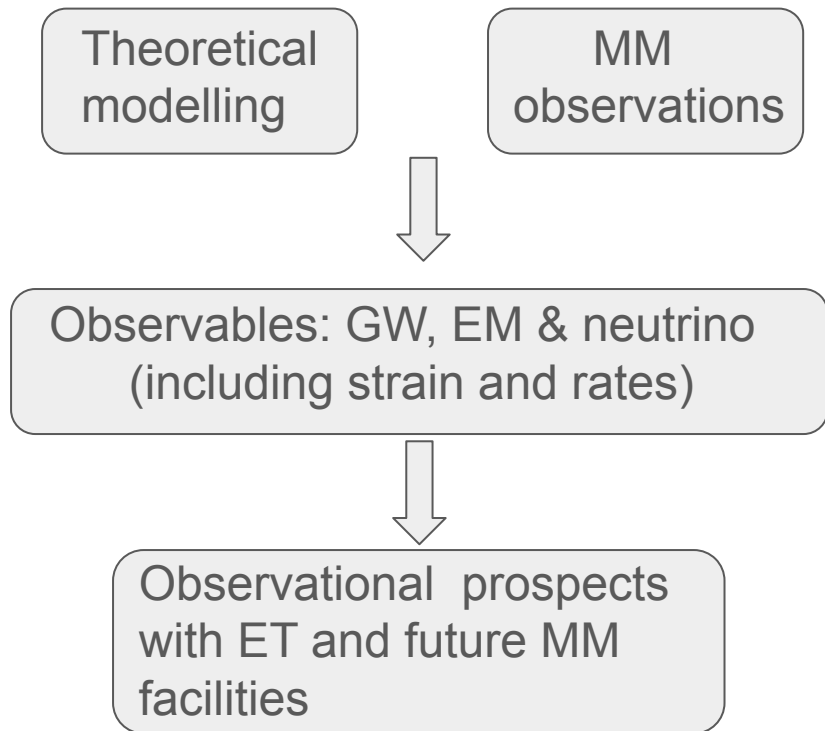 Theoretical
modelling
MM
observations
Observables: GW, EM & neutrino
(including strain and rates)
Observational prospects
with ET and future MM
facilities